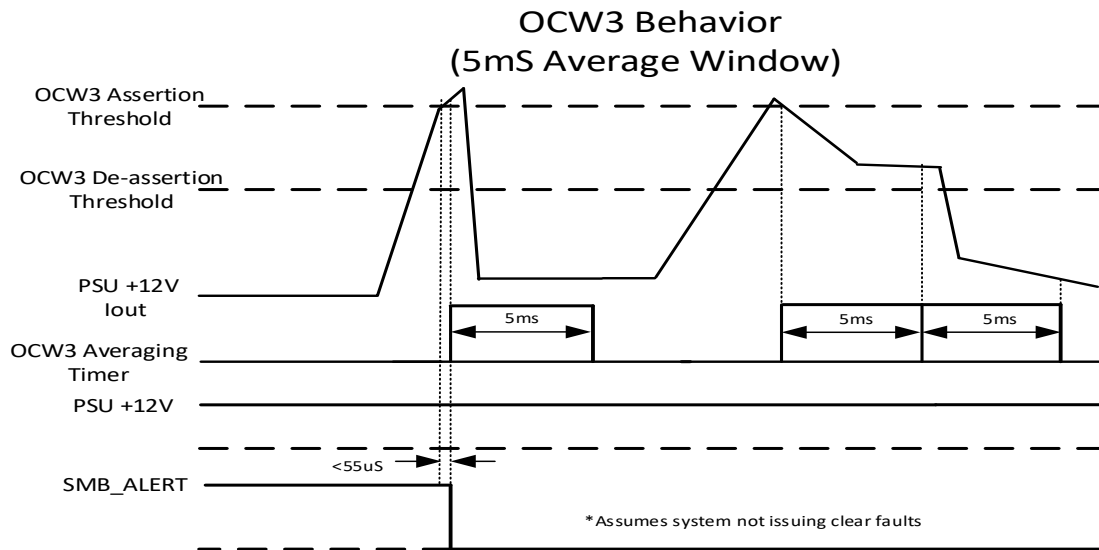 OCW3 Behavior
(5mS Average Window)
OCW3 Assertion
Threshold
OCW3 De-assertion
Threshold
PSU +12V
Iout
5ms
5ms
5ms
OCW3 Averaging
Timer
PSU +12V
<55uS
SMB_ALERT
*Assumes system not issuing clear faults